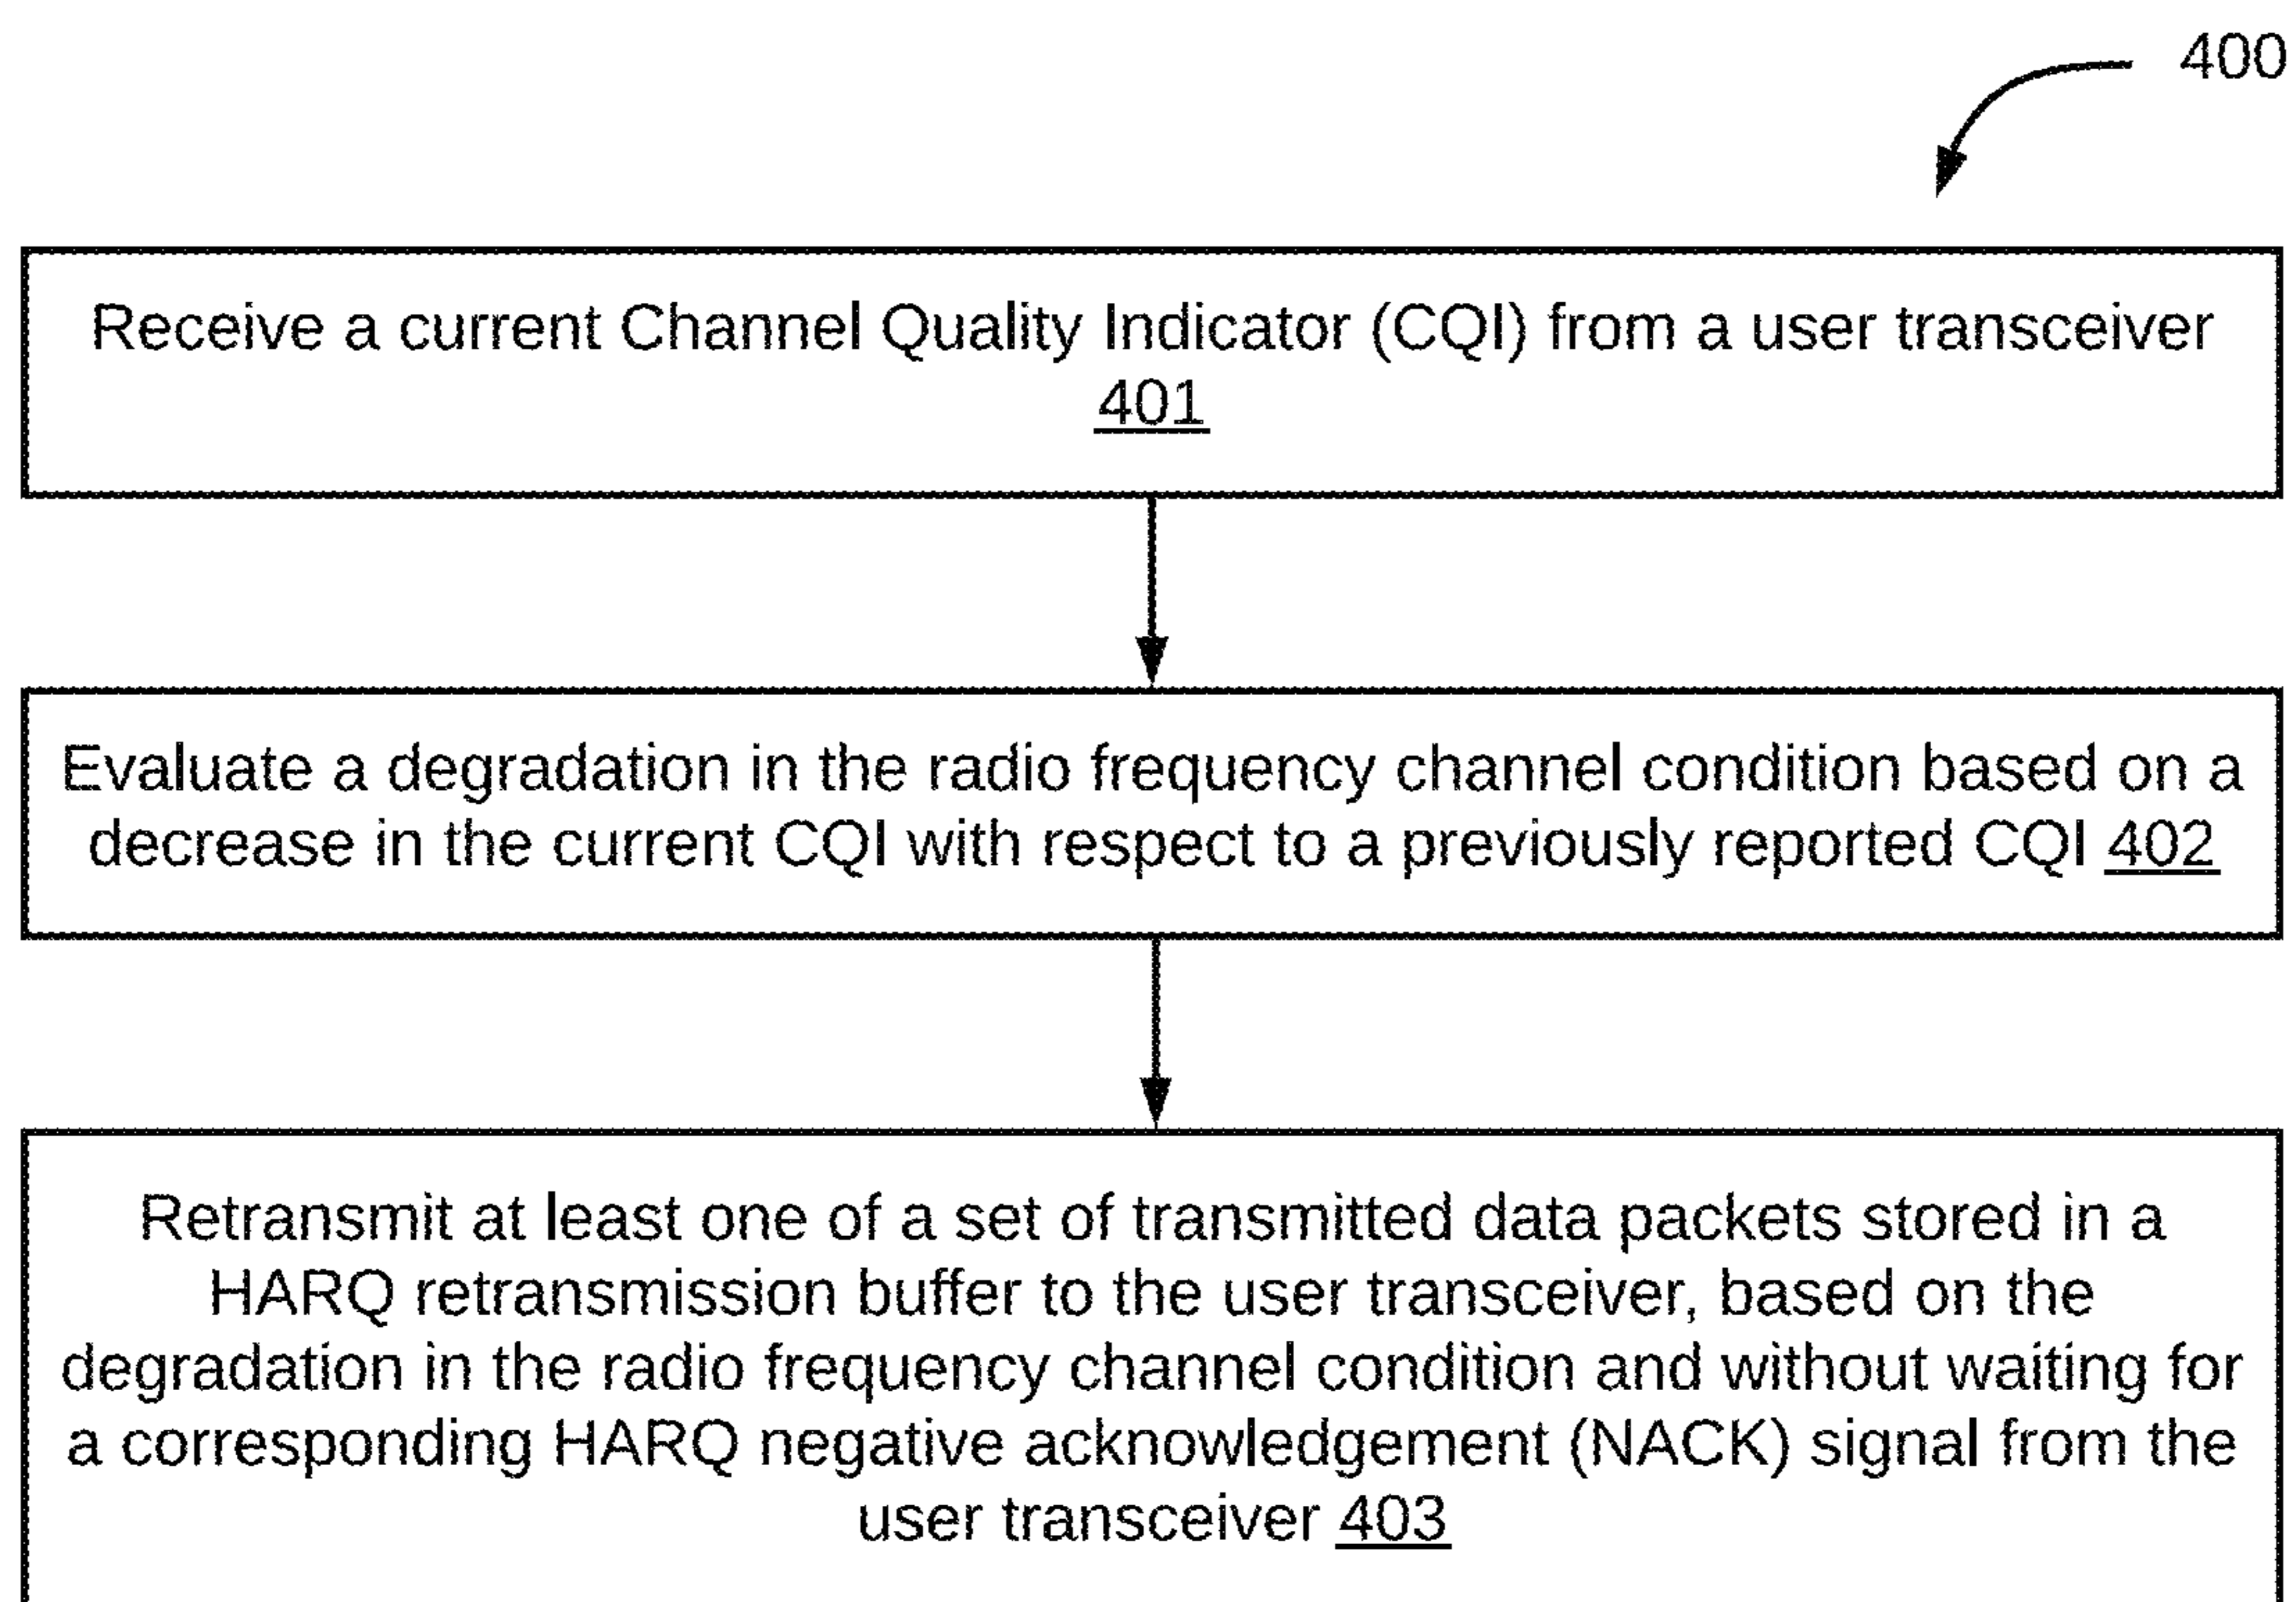 400
Receive a current Channel Quality Indicator (CQI) from a user transceiver
401
Evaluate a degradation in the radio frequency channel condition based on a
decrease in the current CQI with respect to a previously reported CQI 402
Retransmit at least one of a set of transmitted data packets stored in a
HARQ retransmission buffer to the user transceiver, based on the
degradation in the radio frequency channel condition and without waiting for
a corresponding HARQ negative acknowledgement (NACK) signal from the
user transceiver 403